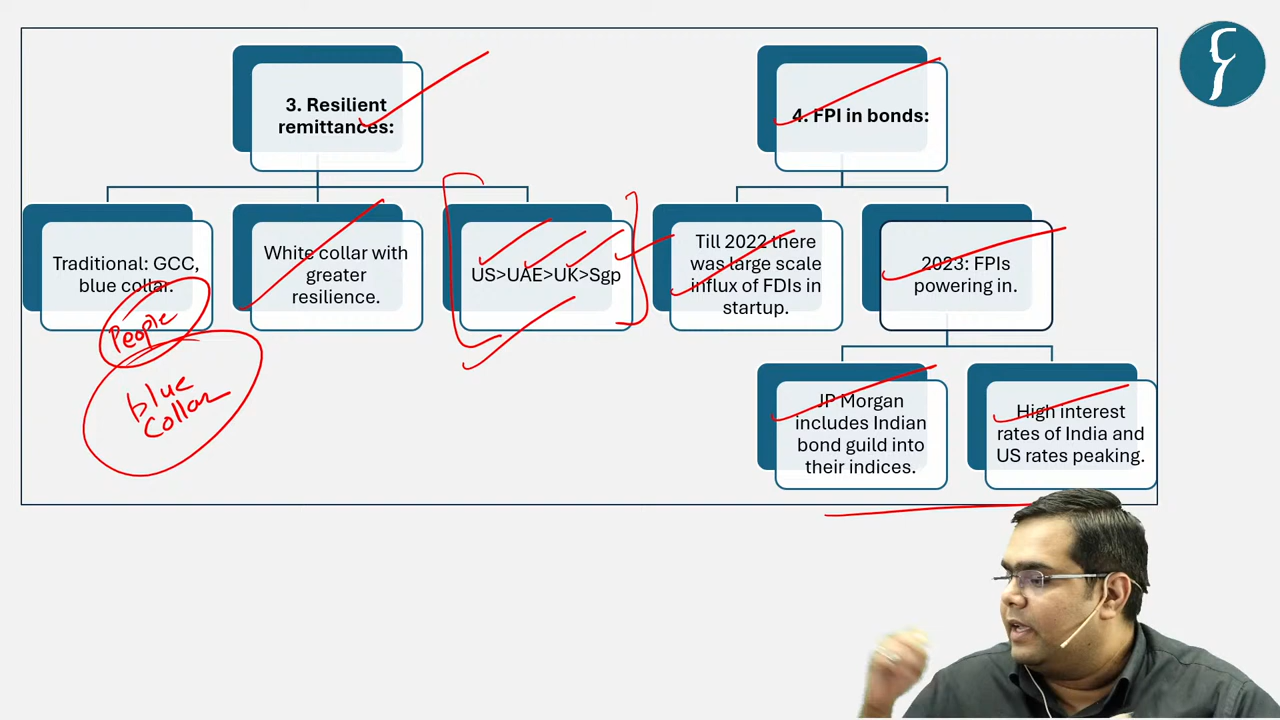 3. Resilient
remittances:
Traditional: GCC,
blue collar.
White collar with
greater
resilience.
US>UAE>UK>Sgp
People
blue
collar
4. FPI in bonds:
Till 2022 there
was large scale
influx of FDIs in
startup.
2023: FPIs
powering in.
JP Morgan
includes Indian
bond guild into
their indices.
High interest
rates of India and
US rates peaking.